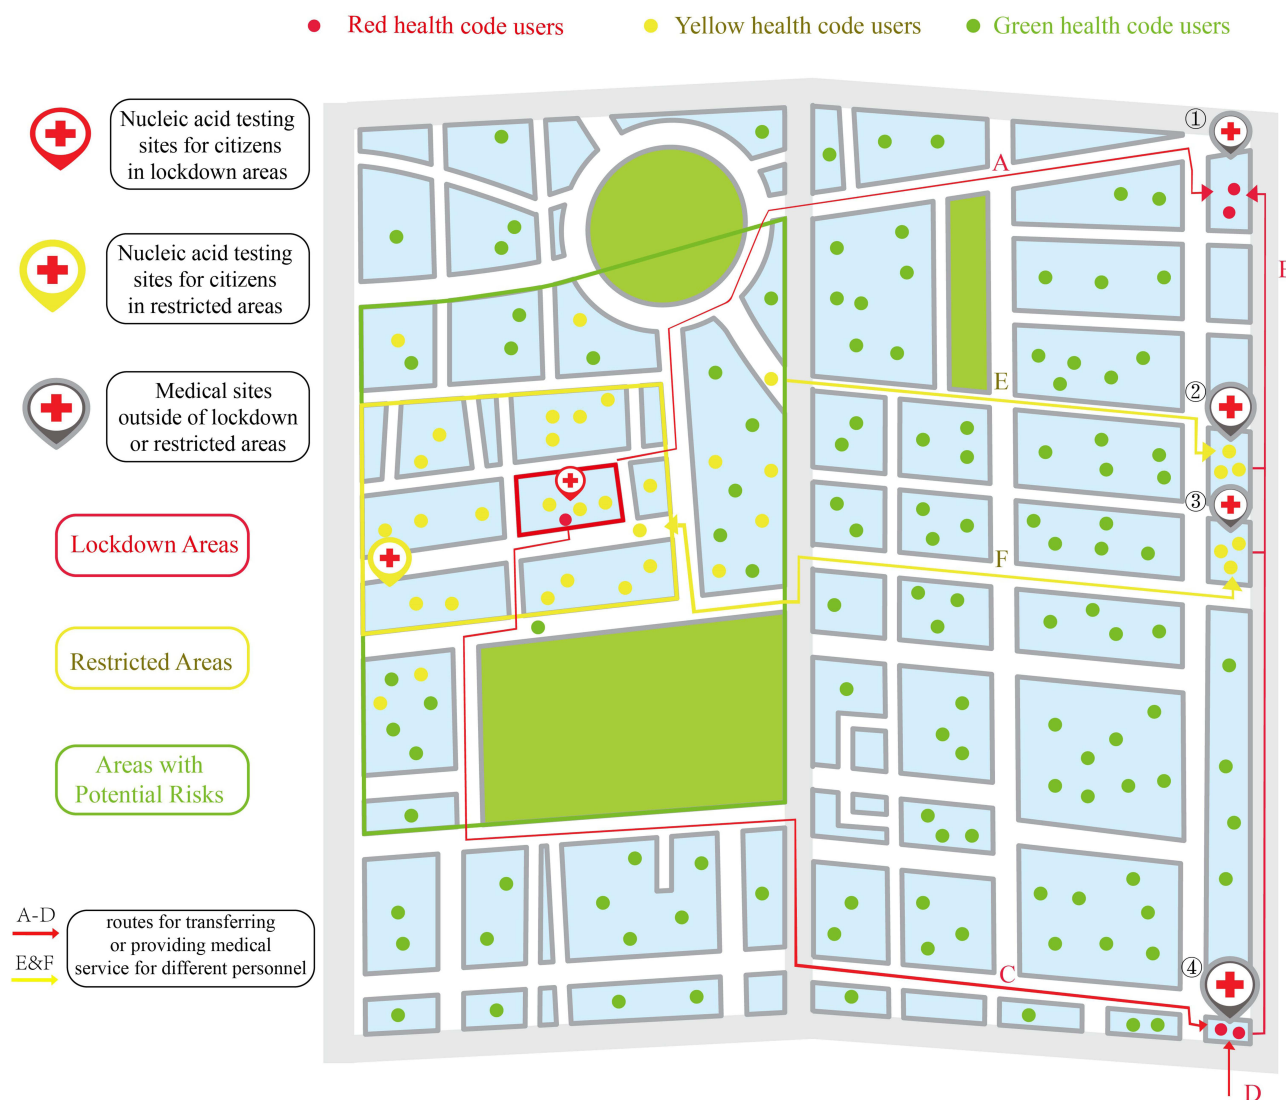 Red health code users
Yellow health code users
Green health code users
Nucleic acid testing
sites for citizens
in lockdown areas
Nucleic acid testing
sites for citizens
in restricted areas
Medical sites
outside of lockdown
or restricted areas
Lockdown Areas
Restricted Areas
Areas with
Potential Risks
A-D
E&F
routes for transferring
or providing medical
service for different personnel
①
A
E
②
③
F
④
C
D